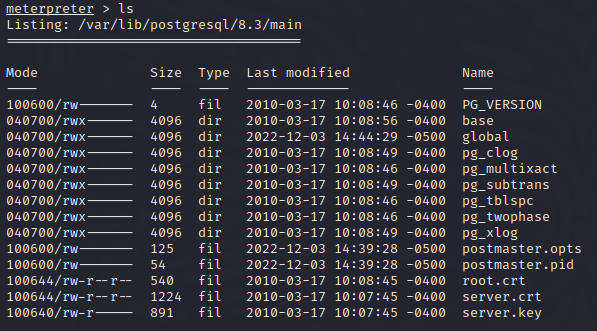 meterpreter > ls
Listing: /var/lib/postgresql/8.3/main
=====================================
Mode Size Type Last modified Name
---- ---- ---- ------------- ----
100600/rw------- 4 fil 2010-03-17 10:08:46 -0400 PG_VERSION
040700/rwx------ 4096 dir 2010-03-17 10:08:56 -0400 base
040700/rwx------ 4096 dir 2022-12-03 14:44:29 -0500 global
040700/rwx------ 4096 dir 2010-03-17 10:08:49 -0400 pg_clog
040700/rwx------ 4096 dir 2010-03-17 10:08:46 -0400 pg_multixact
040700/rwx------ 4096 dir 2010-03-17 10:08:49 -0400 pg_subtrans
040700/rwx------ 4096 dir 2010-03-17 10:08:46 -0400 pg_tblspc
040700/rwx------ 4096 dir 2010-03-17 10:08:46 -0400 pg_twophase
040700/rwx------ 4096 dir 2010-03-17 10:08:49 -0400 pg_xlog
100600/rw------- 125 fil 2022-12-03 14:39:28 -0500 postmaster.opts
100600/rw------- 54 fil 2022-12-03 14:39:28 -0500 postmaster.pid
100644/rw-r--r-- 540 fil 2010-03-17 10:08:45 -0400 root.crt
100644/rw-r--r-- 1224 fil 2010-03-17 10:07:45 -0400 server.crt
100640/rw-r----- 891 fil 2010-03-17 10:07:45 -0400 server.key